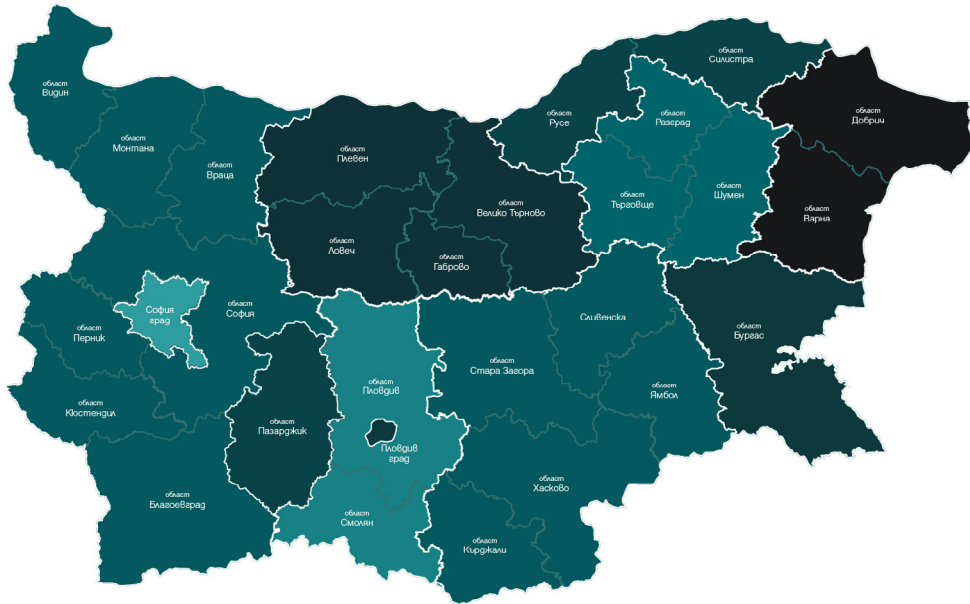 област
Силистра
област
Видин
област
Добрич
област
Русе
област
Разград
област
Монтана
област
Плевен
област
Враца
област
Търговще
област
Шумен
област
Велико Търново
област
Варна
област
Ловеч
област
Габрово
София
град
област
София
Сливенска
област
Перник
област
Бургас
област
Стара Загора
област
Пловдив
област
Ямбол
област
Кюстендил
област
Пазарджик
Пловдив
град
област
Хасково
област
Благоевград
област
Смолян
област
Кърджали